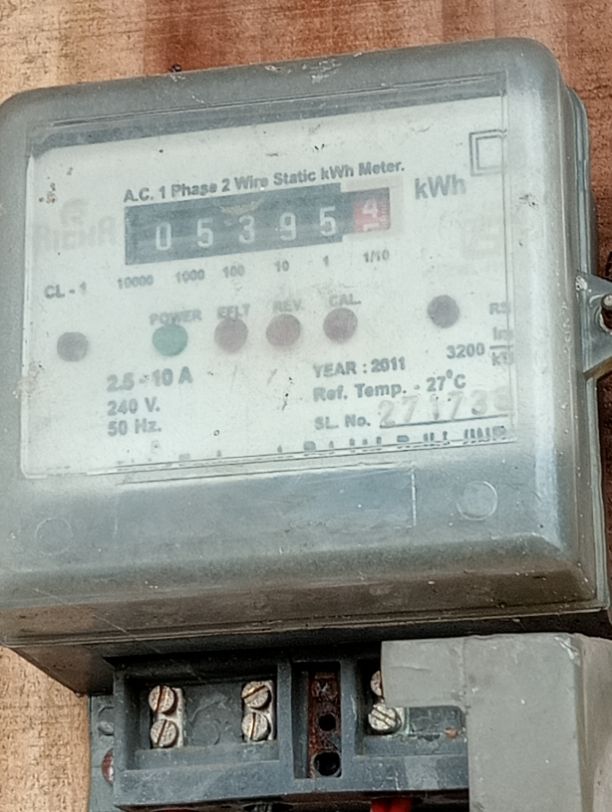 A.C. 1 Phase 2 Wire Static kWh Meter.
kWh
0 5 3 9 5 4
10000 1000 100 10 1 1/10
CL - 1
POWER REV. CAL.
2.5 - 10 A
240 V.
50 Hz.
YEAR : 2011
3200
Ref. Temp. - 27°C
SL. No. 271739